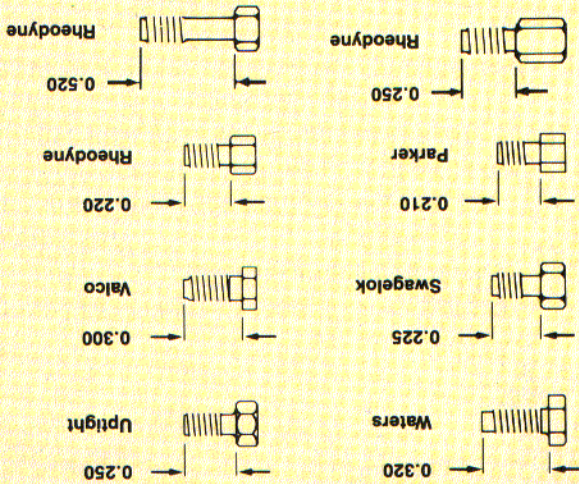 0.320
Waters
0.250
Uptight
0.225
Swagelok
0.300
Valco
0.210
Parker
0.220
Rheodyne
0.250
Rheodyne
0.520
Rheodyne